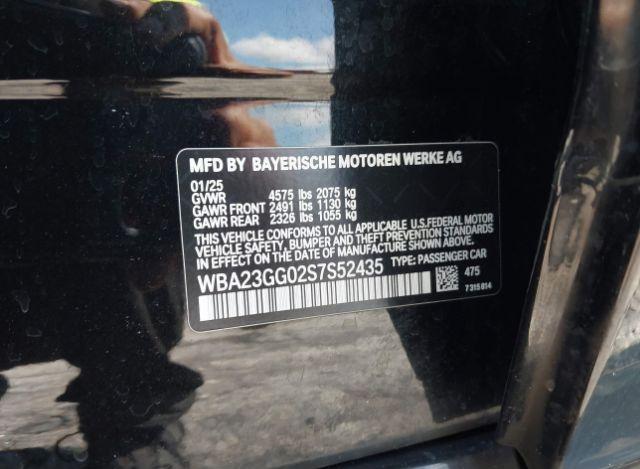 MFD BY BAYERISCHE MOTOREN WERKE AG
01/25
GVWR 4575 lbs 2075 kg
GAWR FRONT 2491 lbs 1130 kg
GAWR REAR 2326 lbs 1055 kg
THIS VEHICLE CONFORMS TO ALL APPLICABLE U.S.FEDERAL MOTOR
VEHICLE SAFETY, BUMPER AND THEFT PREVENTION STANDARDS
IN EFFECT ON THE DATE OF MANUFACTURE SHOWN ABOVE.
WBA23GG02S7S52435 TYPE: PASSENGER CAR
475
7315814